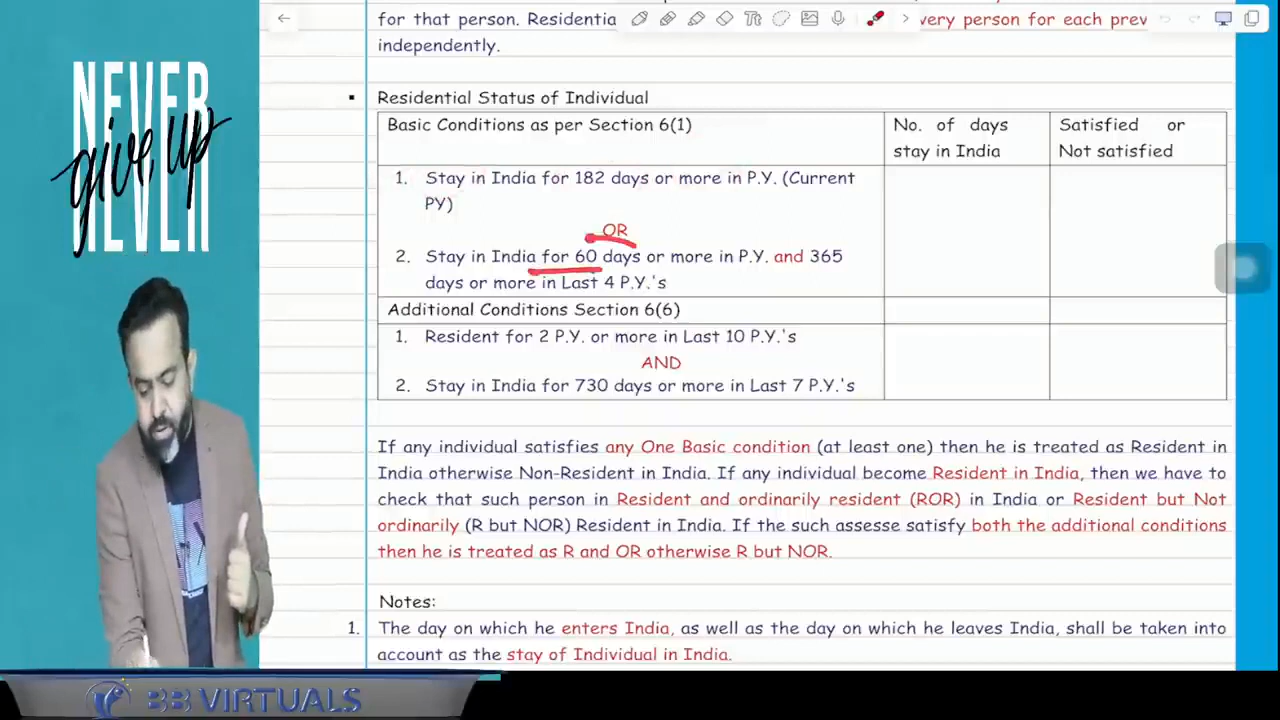 for that person. Residentia
very person for each prev
independently.
NEVER
give up
NEVER
▪ Residential Status of Individual
Basic Conditions as per Section 6(1)
No. of days stay in India
Satisfied or Not satisfied
1. Stay in India for 182 days or more in P.Y. (Current
PY)
OR
2. Stay in India for 60 days or more in P.Y. and 365
days or more in Last 4 P.Y.'s
Additional Conditions Section 6(6)
1. Resident for 2 P.Y. or more in Last 10 P.Y.'s
AND
2. Stay in India for 730 days or more in Last 7 P.Y.'s
If any individual satisfies any One Basic condition (at least one) then he is treated as Resident in
India otherwise Non-Resident in India. If any individual become Resident in India, then we have to
check that such person in Resident and ordinarily resident (ROR) in India or Resident but Not
ordinarily (R but NOR) Resident in India. If the such assesse satisfy both the additional conditions
then he is treated as R and OR otherwise R but NOR.
Notes:
1. The day on which he enters India, as well as the day on which he leaves India, shall be taken into
account as the stay of Individual in India.
BB VIRTUALS